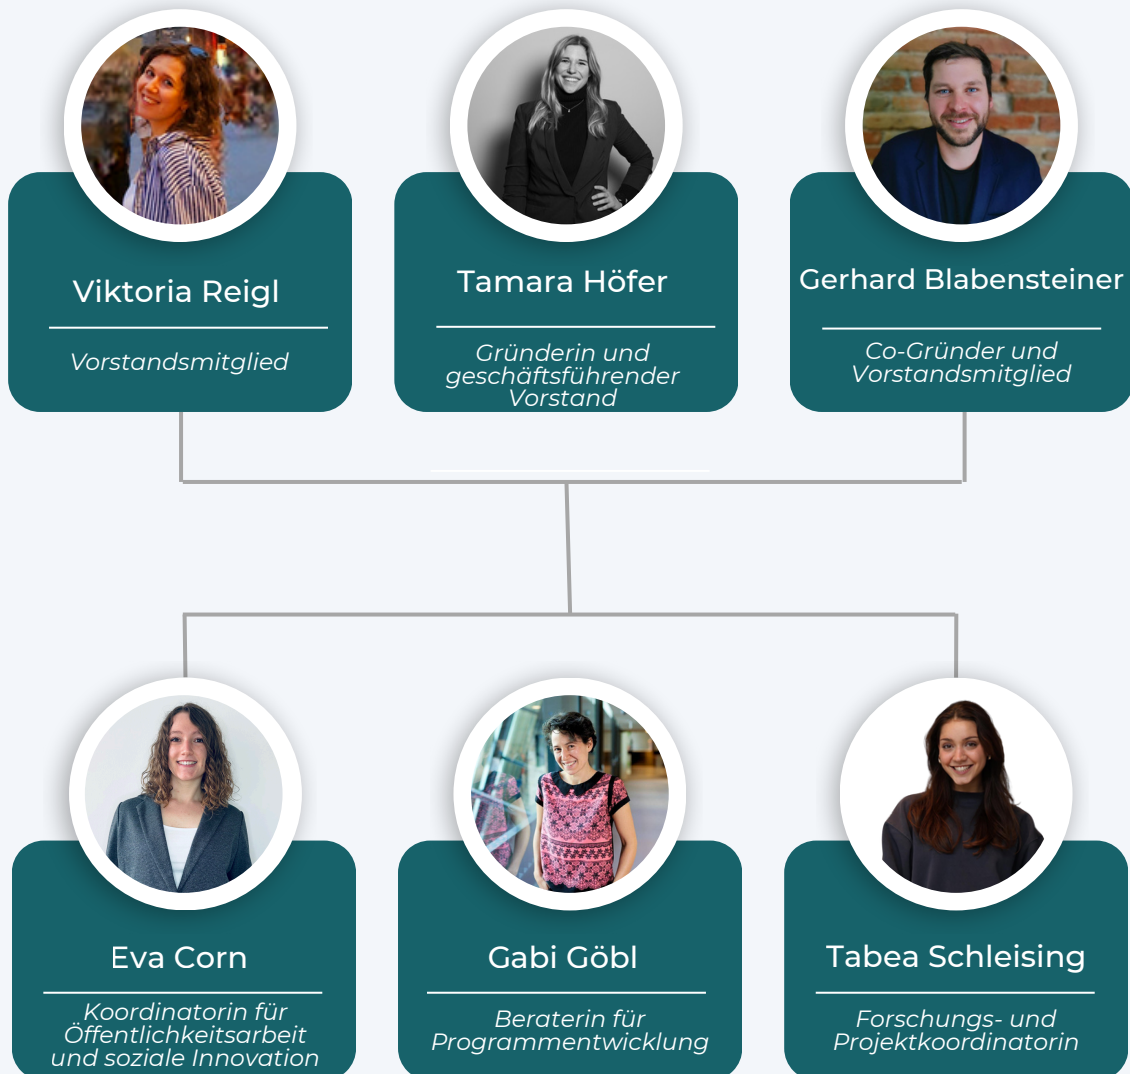 Viktoria Reigl
Vorstandsmitglied
Tamara Höfer
Gründerin und
geschäftsführender
Vorstand
Gerhard Blabensteiner
Co-Gründer und
Vorstandsmitglied
Eva Corn
Koordinatorin für
Öffentlichkeitsarbeit
und soziale Innovation
Gabi Göbl
Beraterin für
Programmentwicklung
Tabea Schleising
Forschungs- und
Projektkoordinatorin